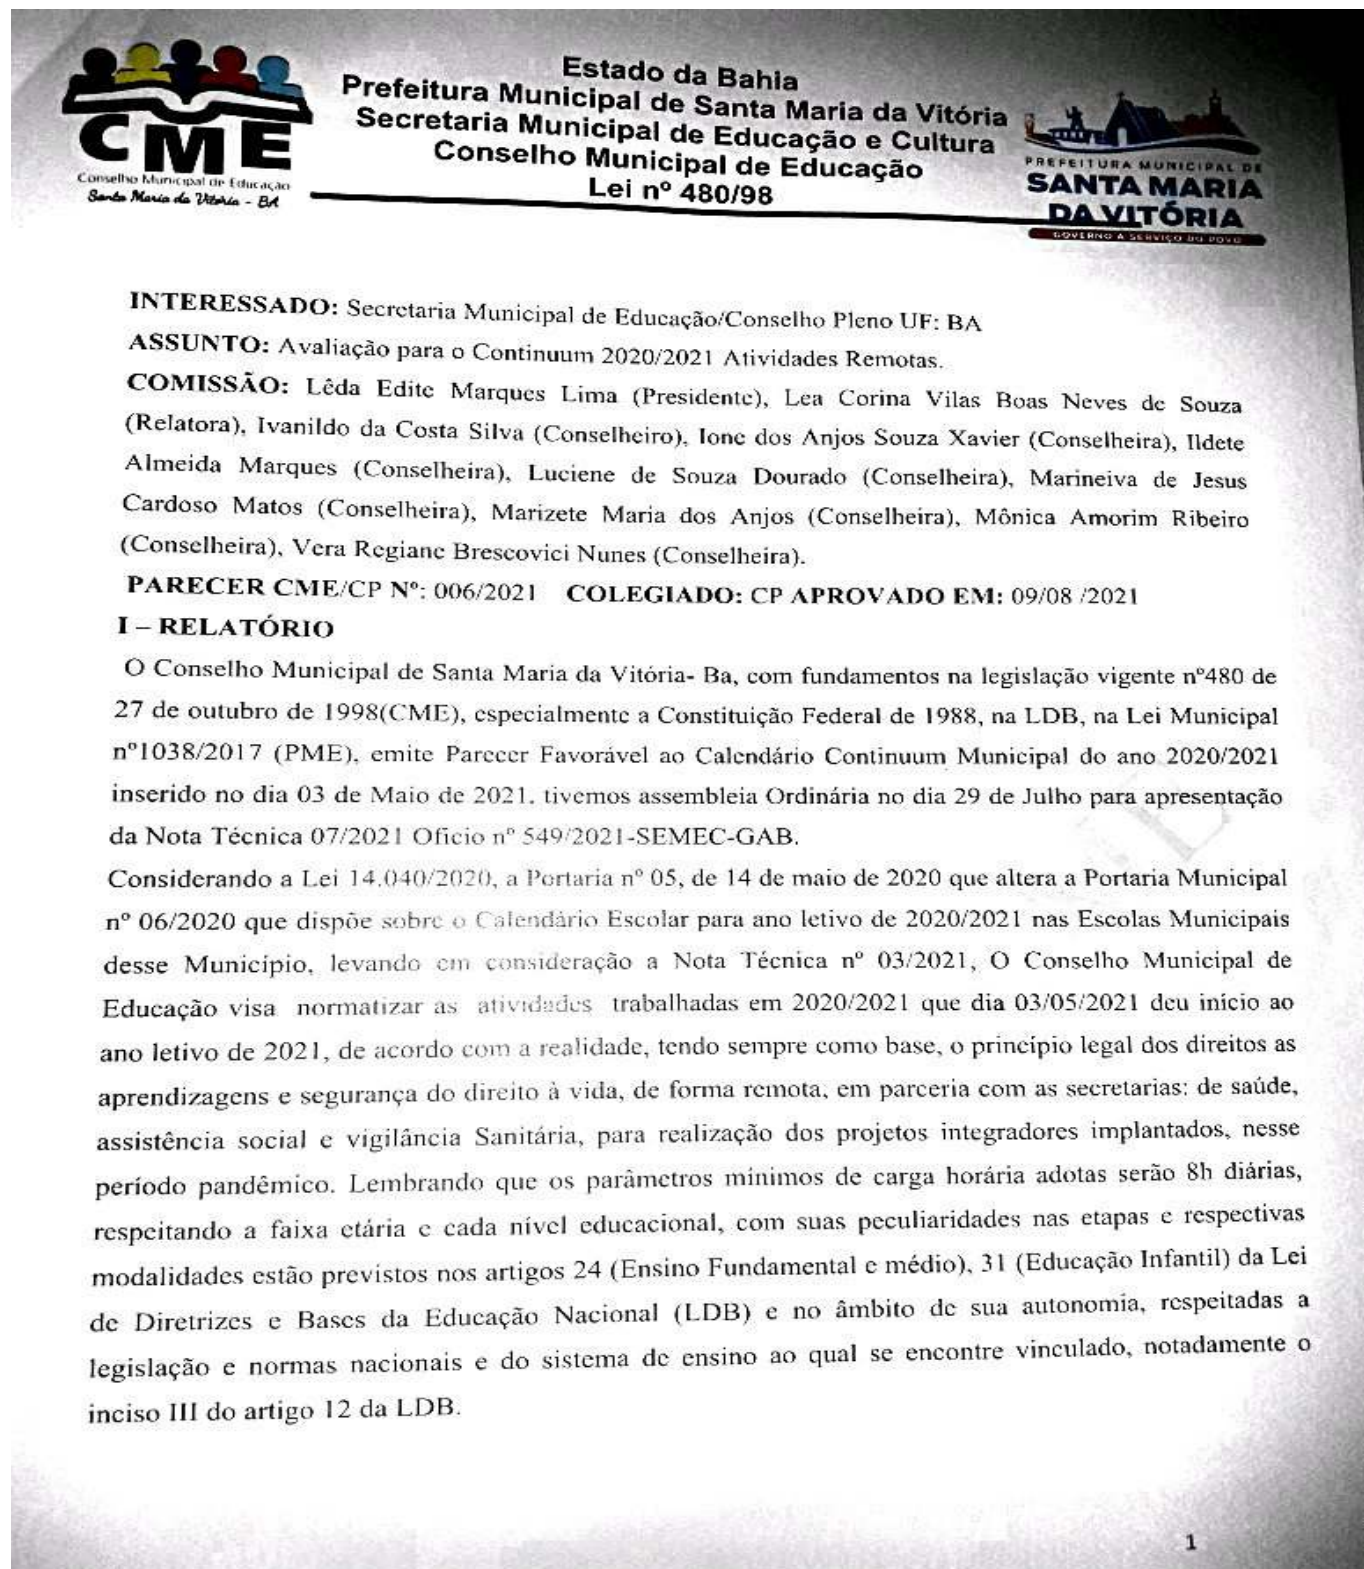 CME
Conselho Municipal de Educação
Santa Maria da Vitória - BA
Estado da Bahia
Prefeitura Municipal de Santa Maria da Vitória
Secretaria Municipal de Educação e Cultura
Conselho Municipal de Educação
Lei nº 480/98
PREFEITURA MUNICIPAL DE
SANTA MARIA
DA VITÓRIA
GOVERNO A SERVIÇO DO POVO
INTERESSADO: Secretaria Municipal de Educação/Conselho Pleno UF: BA
ASSUNTO: Avaliação para o Continuum 2020/2021 Atividades Remotas.
COMISSÃO: Lêda Edite Marques Lima (Presidente), Lea Corina Vilas Boas Neves de Souza
(Relatora), Ivanildo da Costa Silva (Conselheiro), Ione dos Anjos Souza Xavier (Conselheira), Ildete
Almeida Marques (Conselheira), Luciene de Souza Dourado (Conselheira), Marineiva de Jesus
Cardoso Matos (Conselheira), Marizete Maria dos Anjos (Conselheira), Mônica Amorim Ribeiro
(Conselheira), Vera Regiane Brescovici Nunes (Conselheira).
PARECER CME/CP Nº: 006/2021 COLEGIADO: CP APROVADO EM: 09/08 /2021
I – RELATÓRIO
O Conselho Municipal de Santa Maria da Vitória- Ba, com fundamentos na legislação vigente nº480 de
27 de outubro de 1998(CME), especialmente a Constituição Federal de 1988, na LDB, na Lei Municipal
nº1038/2017 (PME), emite Parecer Favorável ao Calendário Continuum Municipal do ano 2020/2021
inserido no dia 03 de Maio de 2021. tivemos assembleia Ordinária no dia 29 de Julho para apresentação
da Nota Técnica 07/2021 Oficio nº 549/2021-SEMEC-GAB.
Considerando a Lei 14.040/2020, a Portaria nº 05, de 14 de maio de 2020 que altera a Portaria Municipal
nº 06/2020 que dispõe sobre o Calendário Escolar para ano letivo de 2020/2021 nas Escolas Municipais
desse Município, levando em consideração a Nota Técnica nº 03/2021, O Conselho Municipal de
Educação visa normatizar as atividades trabalhadas em 2020/2021 que dia 03/05/2021 deu início ao
ano letivo de 2021, de acordo com a realidade, tendo sempre como base, o princípio legal dos direitos as
aprendizagens e segurança do direito à vida, de forma remota, em parceria com as secretarias: de saúde,
assistência social e vigilância Sanitária, para realização dos projetos integradores implantados, nesse
período pandêmico. Lembrando que os parâmetros mínimos de carga horária adotas serão 8h diárias,
respeitando a faixa etária e cada nível educacional, com suas peculiaridades nas etapas e respectivas
modalidades estão previstos nos artigos 24 (Ensino Fundamental e médio), 31 (Educação Infantil) da Lei
de Diretrizes e Bases da Educação Nacional (LDB) e no âmbito de sua autonomia, respeitadas a
legislação e normas nacionais e do sistema de ensino ao qual se encontre vinculado, notadamente o
inciso III do artigo 12 da LDB.
1